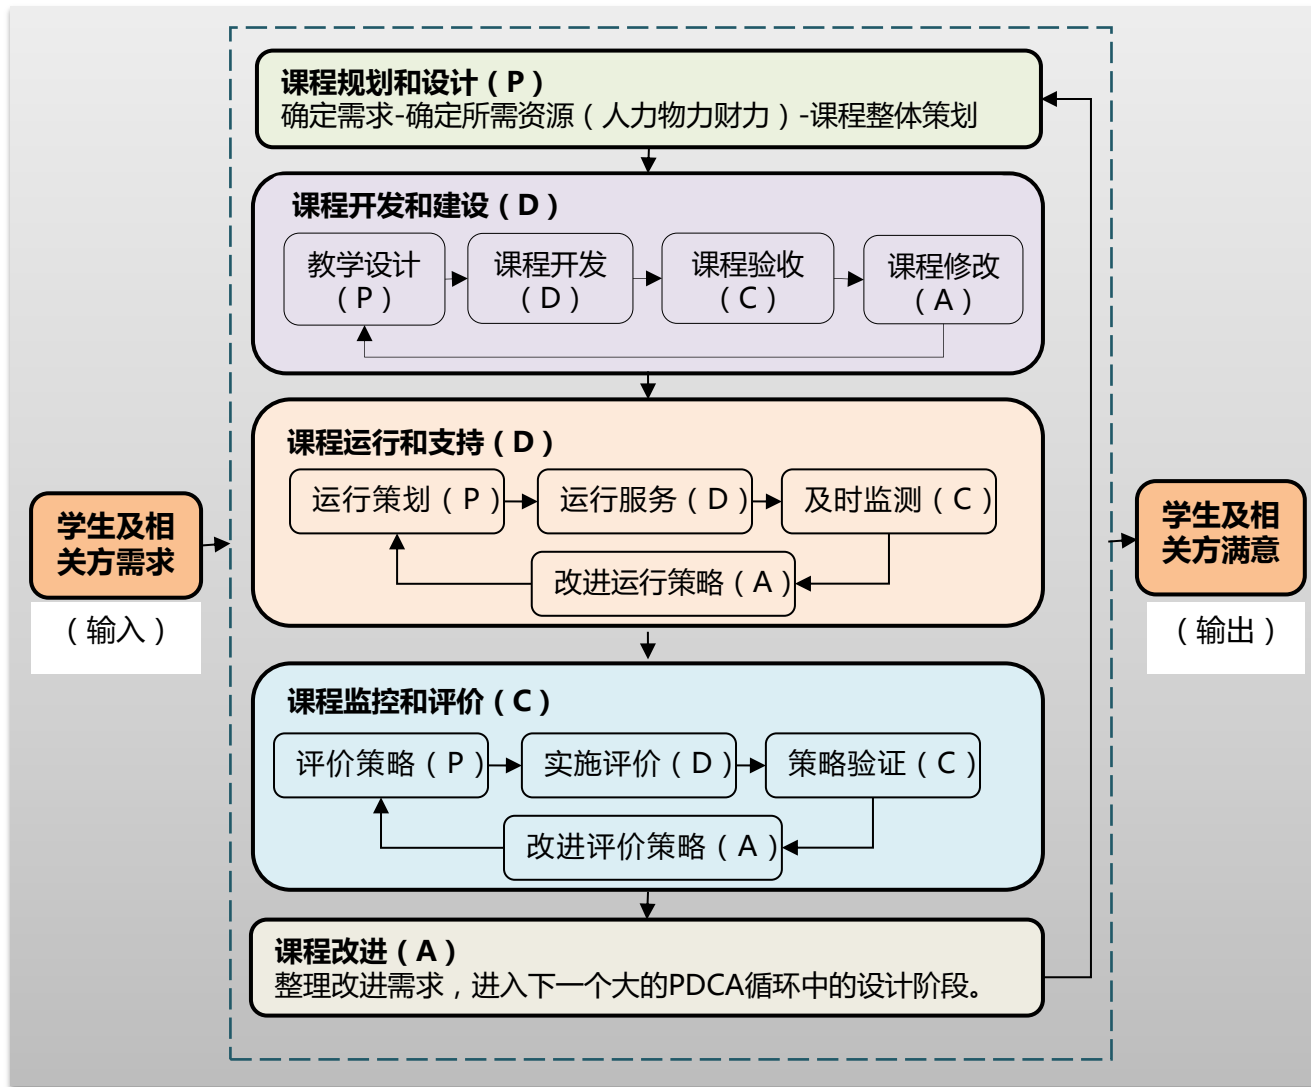 课程规划和设计（P）
确定需求-确定所需资源（人力物力财力）-课程整体策划
课程开发和建设（D）
教学设计
（P）
课程开发
（D）
课程验收
（C）
课程修改
（A）
课程运行和支持（D）
运行策划（P）
运行服务（D）
及时监测（C）
改进运行策略（A）
学生及相
关方需求
（输入）
学生及相
关方满意
（输出）
课程监控和评价（C）
评价策略（P）
实施评价（D）
策略验证（C）
改进评价策略（A）
课程改进（A）
整理改进需求，进入下一个大的PDCA循环中的设计阶段。